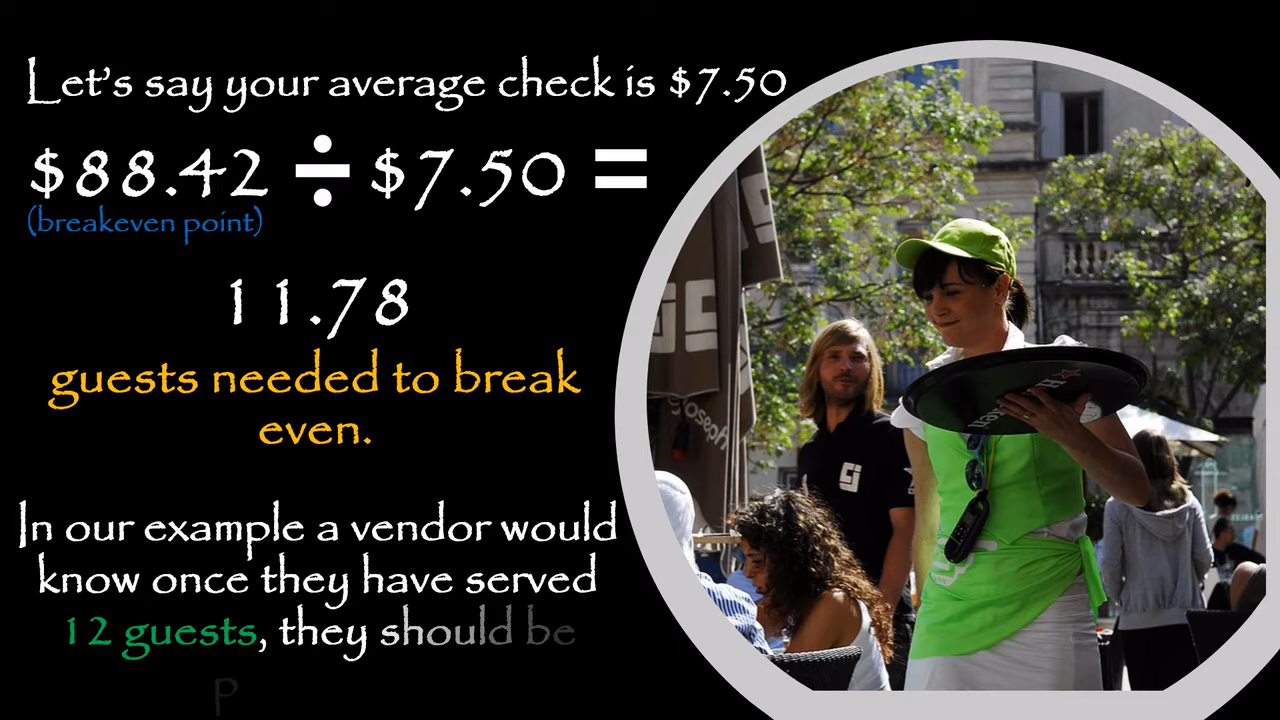 Let's say your average check is $7.50
$88.42 ÷ $7.50 =
(breakeven point)
11.78
guests needed to break
even.
In our example a vendor would
know once they have served
12 guests, they should be
p
Joseph